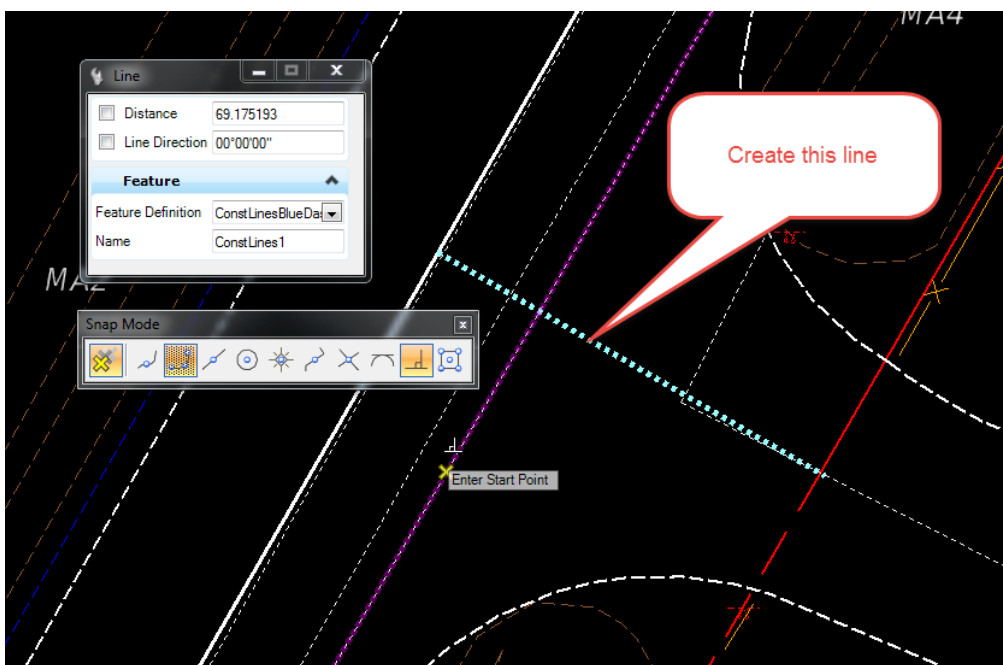 MA4
Line
Distance 69.175193
Line Direction 00°00'00"
Feature
Feature Definition ConstLinesBlueDas
Name ConstLines1
Create this line
MA2
Snap Mode
Enter Start Point